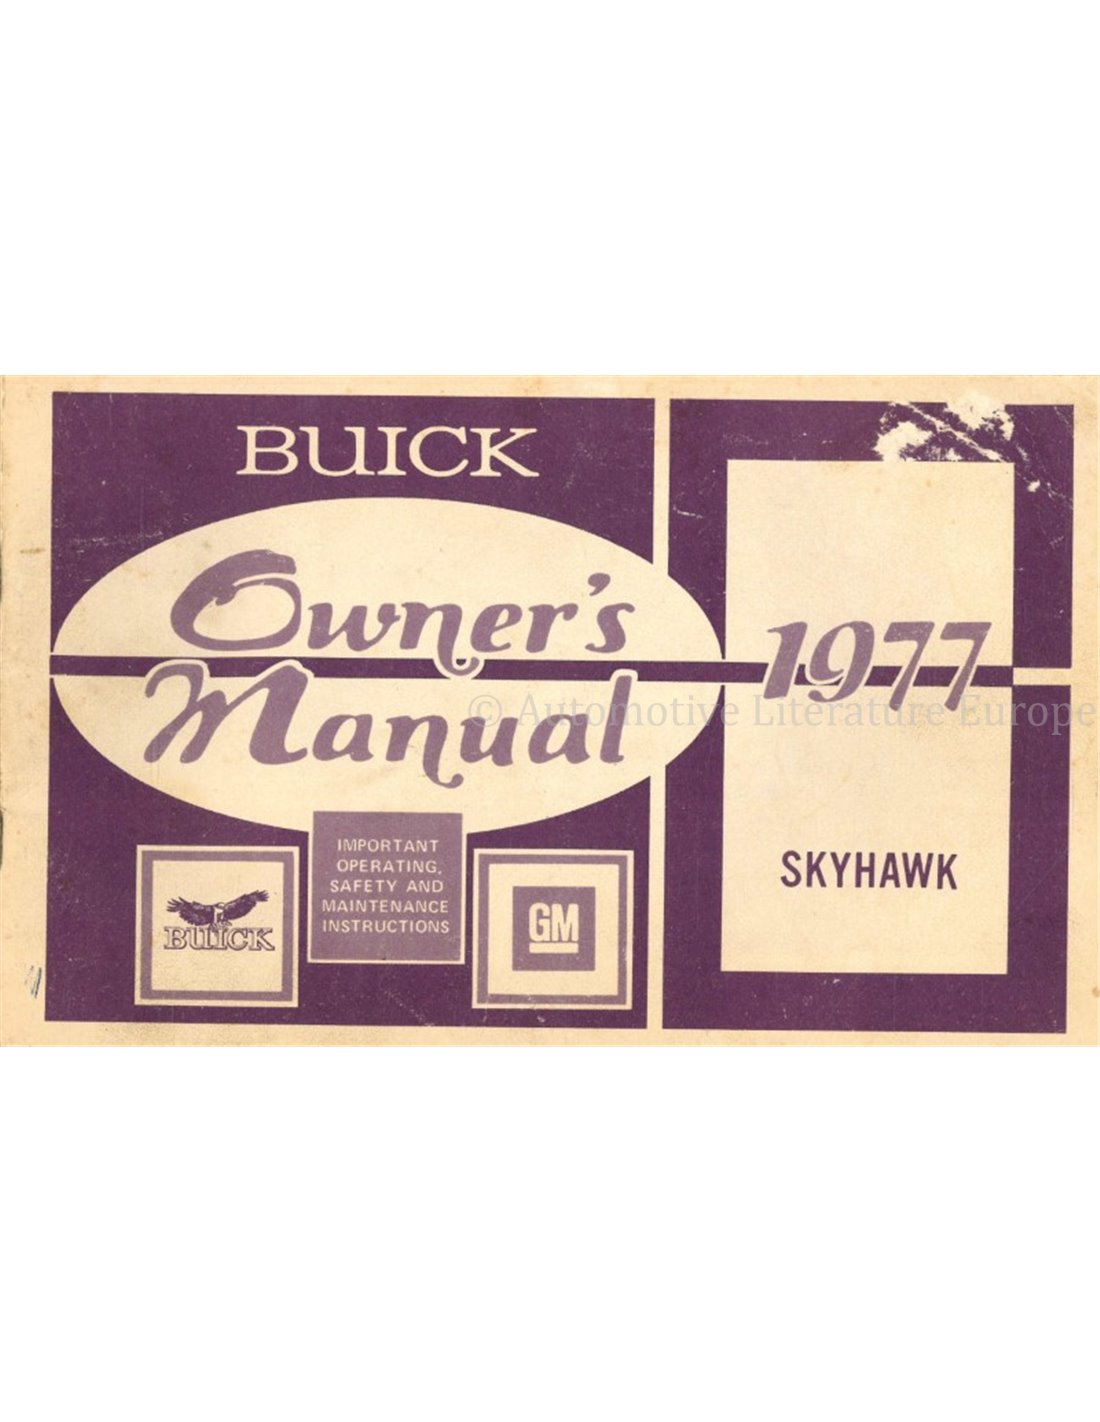 BUICK
Owner's
Manual
1977
© Automotive Literature Europe
SKYHAWK
IMPORTANT
OPERATING,
SAFETY AND
MAINTENANCE
INSTRUCTIONS
BUICK
GM